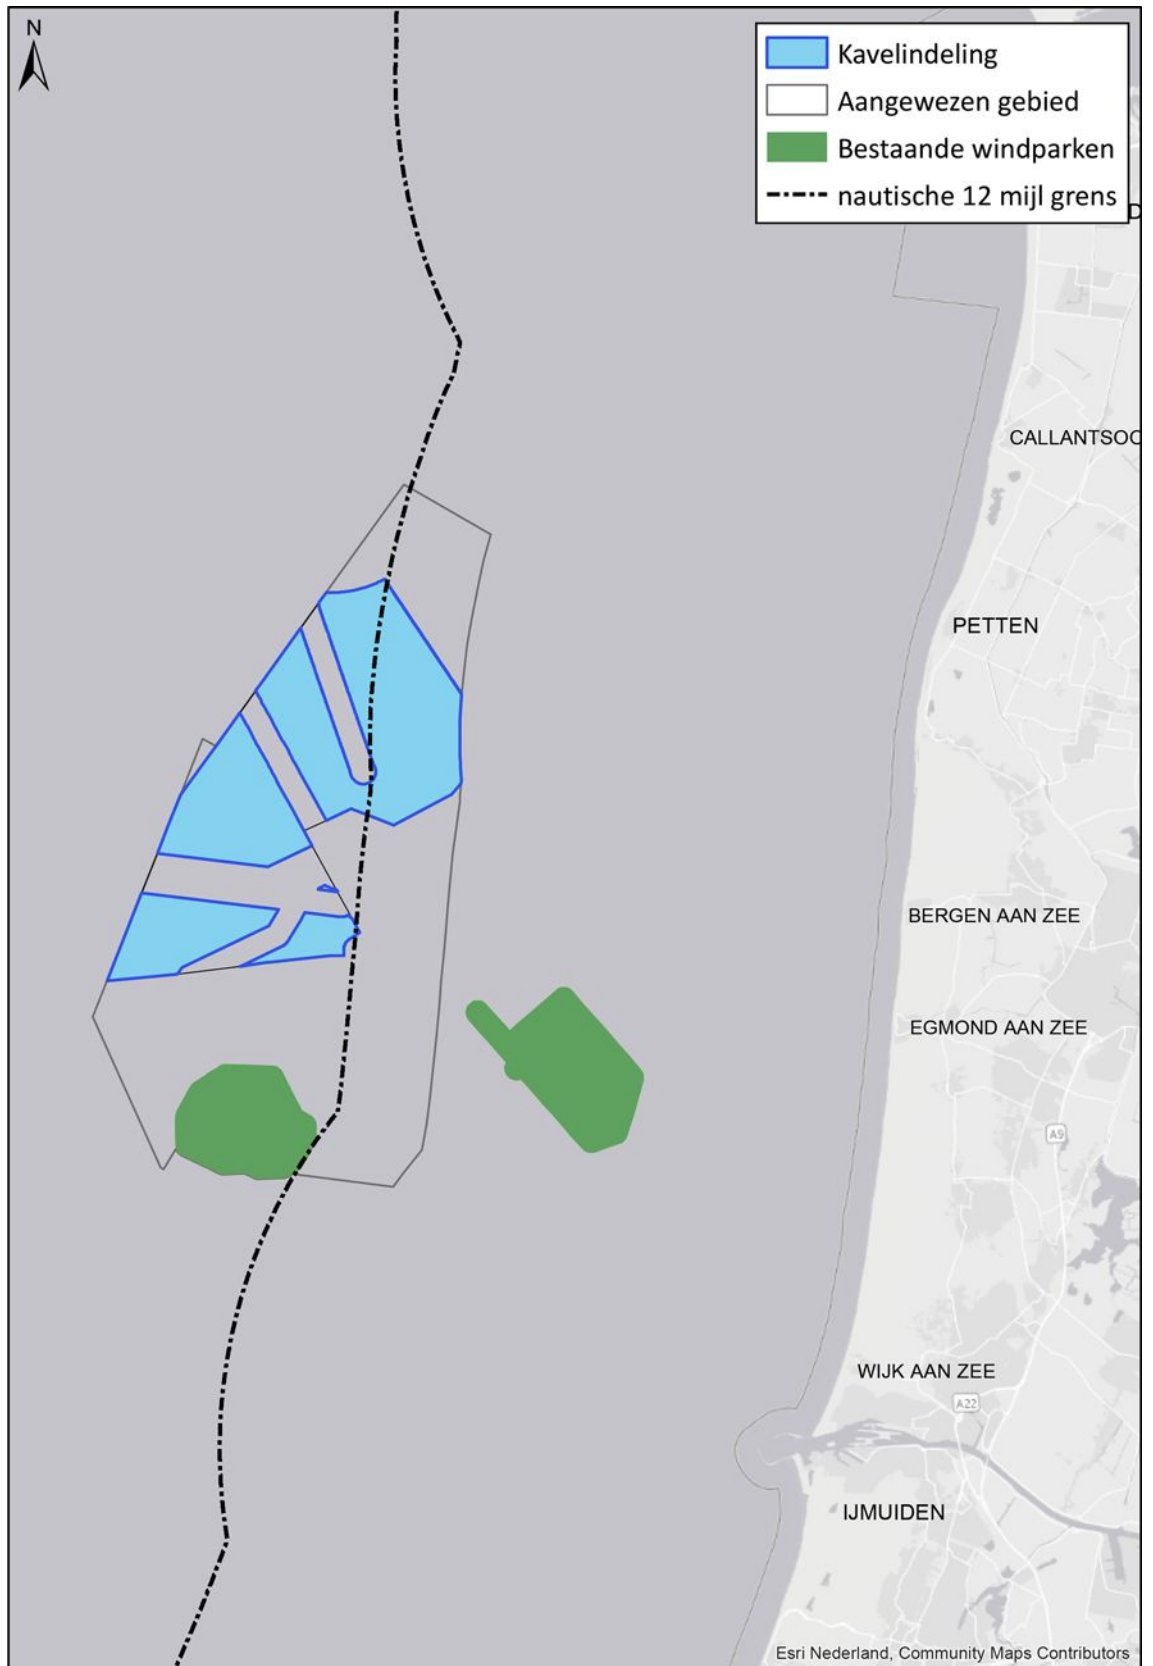 N
Kavelindeling
Aangewezen gebied
Bestaande windparken
nautische 12 mijl grens
D
CALLANTSOO
PETTEN
BERGEN AAN ZEE
EGMOND AAN ZEE
A9
WIJK AAN ZEE
A22
IJMUIDEN
Esri Nederland, Community Maps Contributors